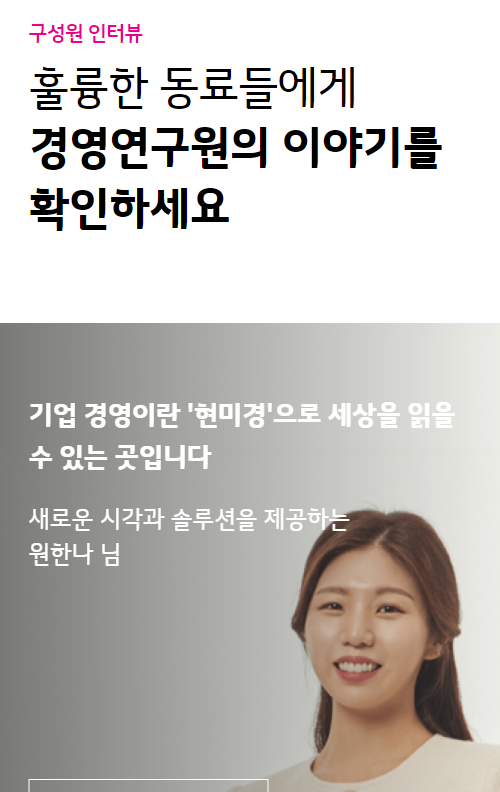 구성원 인터뷰
훌륭한 동료들에게
경영연구원의 이야기를
확인하세요
기업 경영이란 '현미경'으로 세상을 읽을
수 있는 곳입니다
새로운 시각과 솔루션을 제공하는
원한나 님